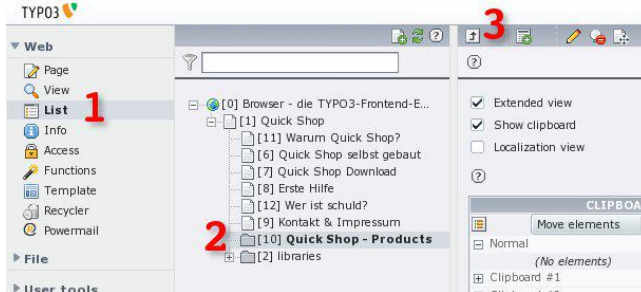 TYPO3
Web
Page
View
List
Info
Access
Functions
Template
Recycler
Powermail
File
User tools
1
[0] Browser - die TYPO3-Frontend-E...
[1] Quick Shop
[11] Warum Quick Shop?
[6] Quick Shop selbst gebaut
[7] Quick Shop Download
[8] Erste Hilfe
[12] Wer ist schuld?
[9] Kontakt & Impressum
2
[10] Quick Shop - Products
[2] libraries
3
Extended view
Show clipboard
Localization view
CLIPBOA
Move elements
Normal
(No elements)
Clipboard #1